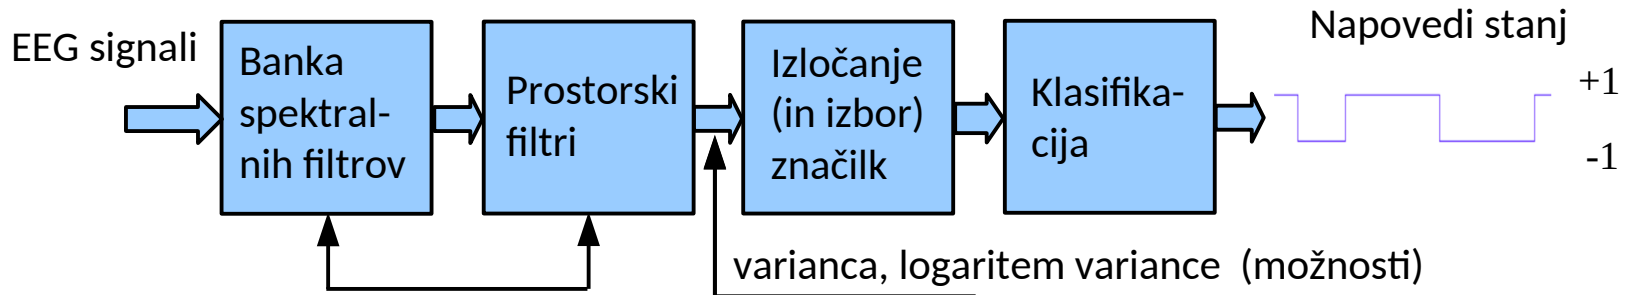 EEG signali
Banka
spektral-
nih filtrov
Prostorski
filtri
Izločanje
(in izbor)
značilk
Klasifika-
cija
Napovedi stanj
+1
-1
varianca, logaritem variance (možnosti)